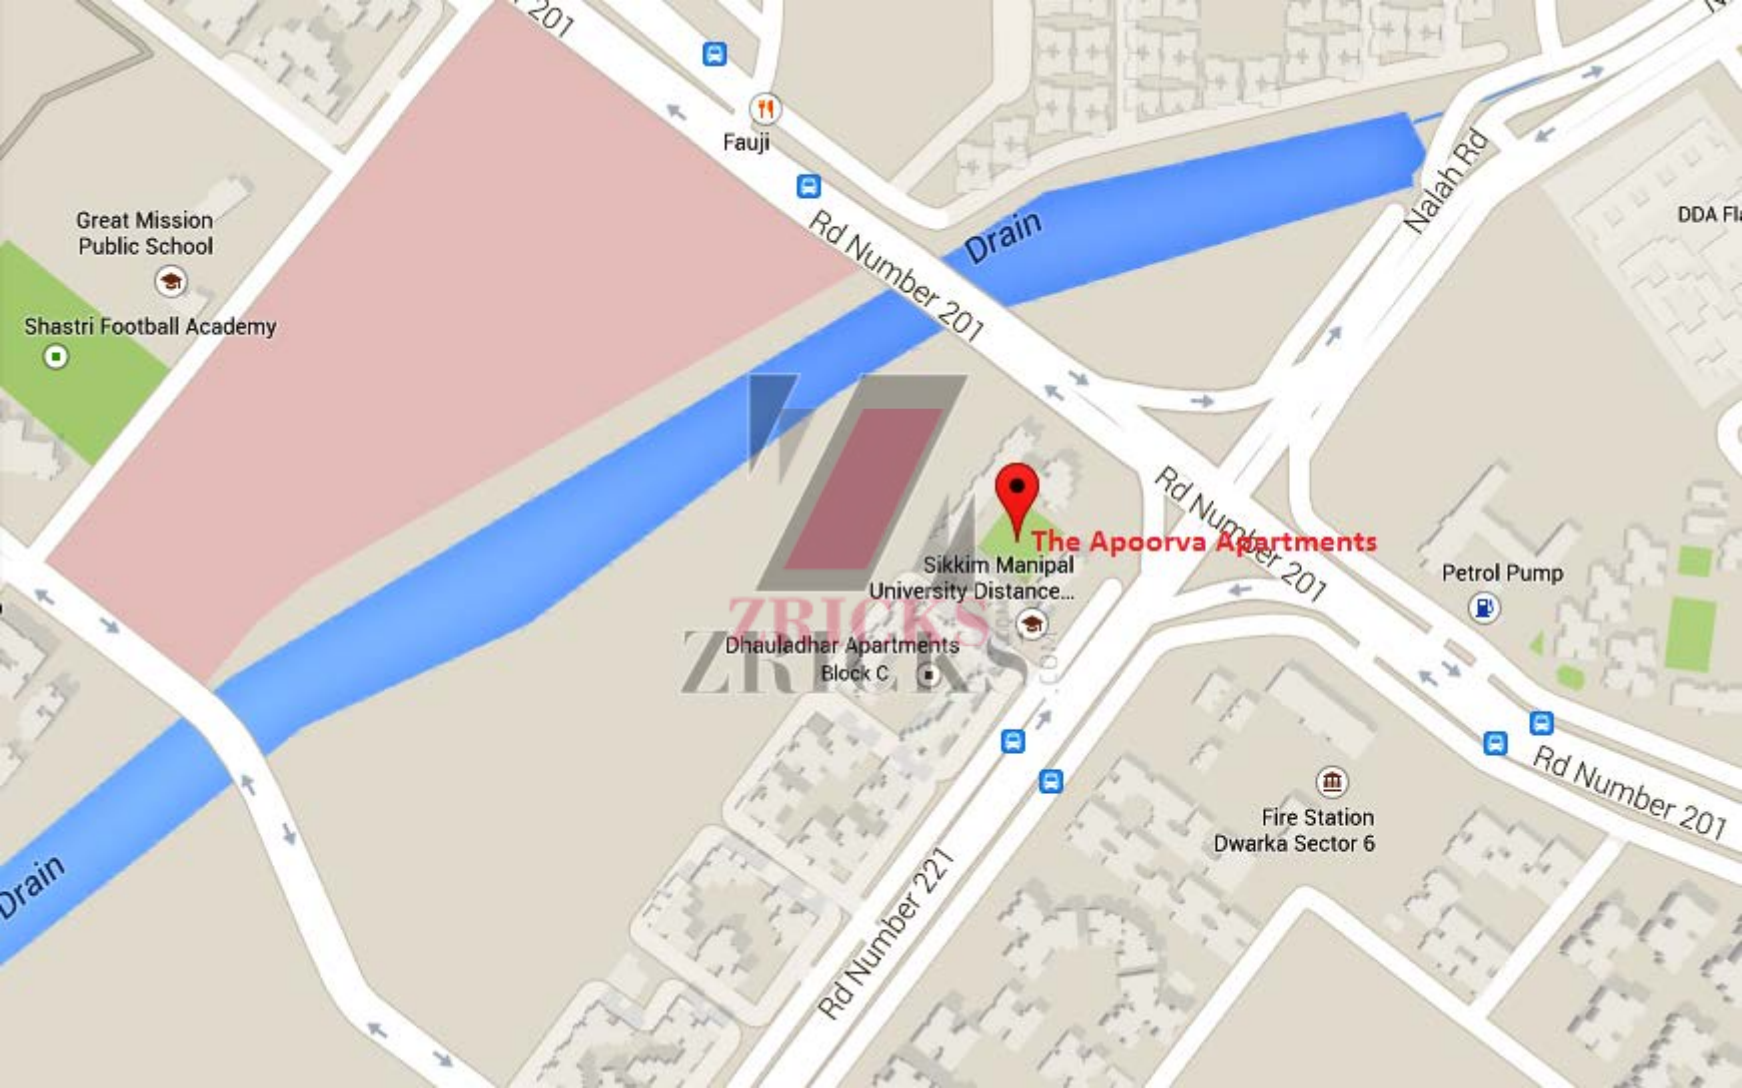 201
Fauji
Great Mission
Public School
Shastri Football Academy
Rd Number 201
Drain
Nalah Rd
DDA Fla
Rd Number 201
The Apoorva Apartments
Sikkim Manipal
University Distance...
Petrol Pump
ZRICKS
ZRICKS
Dhauladhar Apartments
Block C
Rd Number 201
Fire Station
Dwarka Sector 6
Drain
Rd Number 221